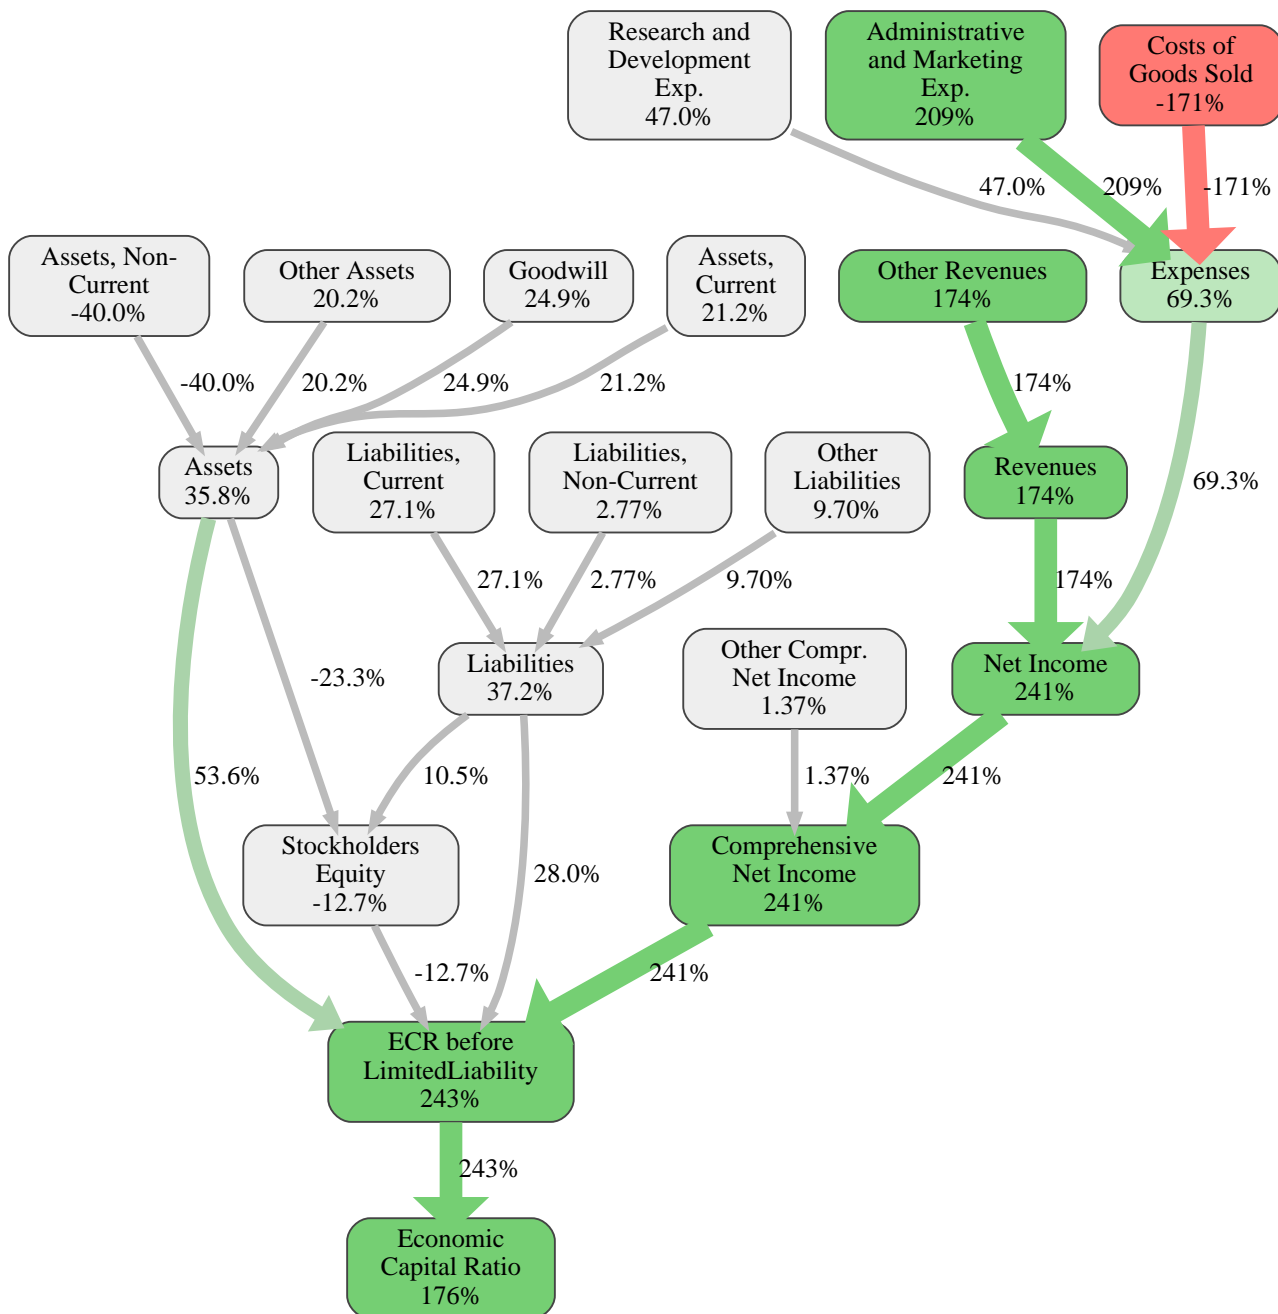 Research and
Development
Exp.
47.0%
Administrative
and Marketing
Exp.
209%
Costs of
Goods Sold
-171%
47.0%
209%
-171%
Assets, Non-
Current
-40.0%
Other Assets
20.2%
Goodwill
24.9%
Assets,
Current
21.2%
Other Revenues
174%
Expenses
69.3%
-40.0%
20.2%
24.9%
21.2%
174%
Assets
35.8%
Liabilities,
Current
27.1%
Liabilities,
Non-Current
2.77%
Other
Liabilities
9.70%
Revenues
174%
69.3%
27.1%
2.77%
9.70%
174%
-23.3%
Liabilities
37.2%
Other Compr.
Net Income
1.37%
Net Income
241%
53.6%
10.5%
1.37%
241%
Stockholders
Equity
-12.7%
28.0%
Comprehensive
Net Income
241%
-12.7%
241%
ECR before
LimitedLiability
243%
243%
Economic
Capital Ratio
176%